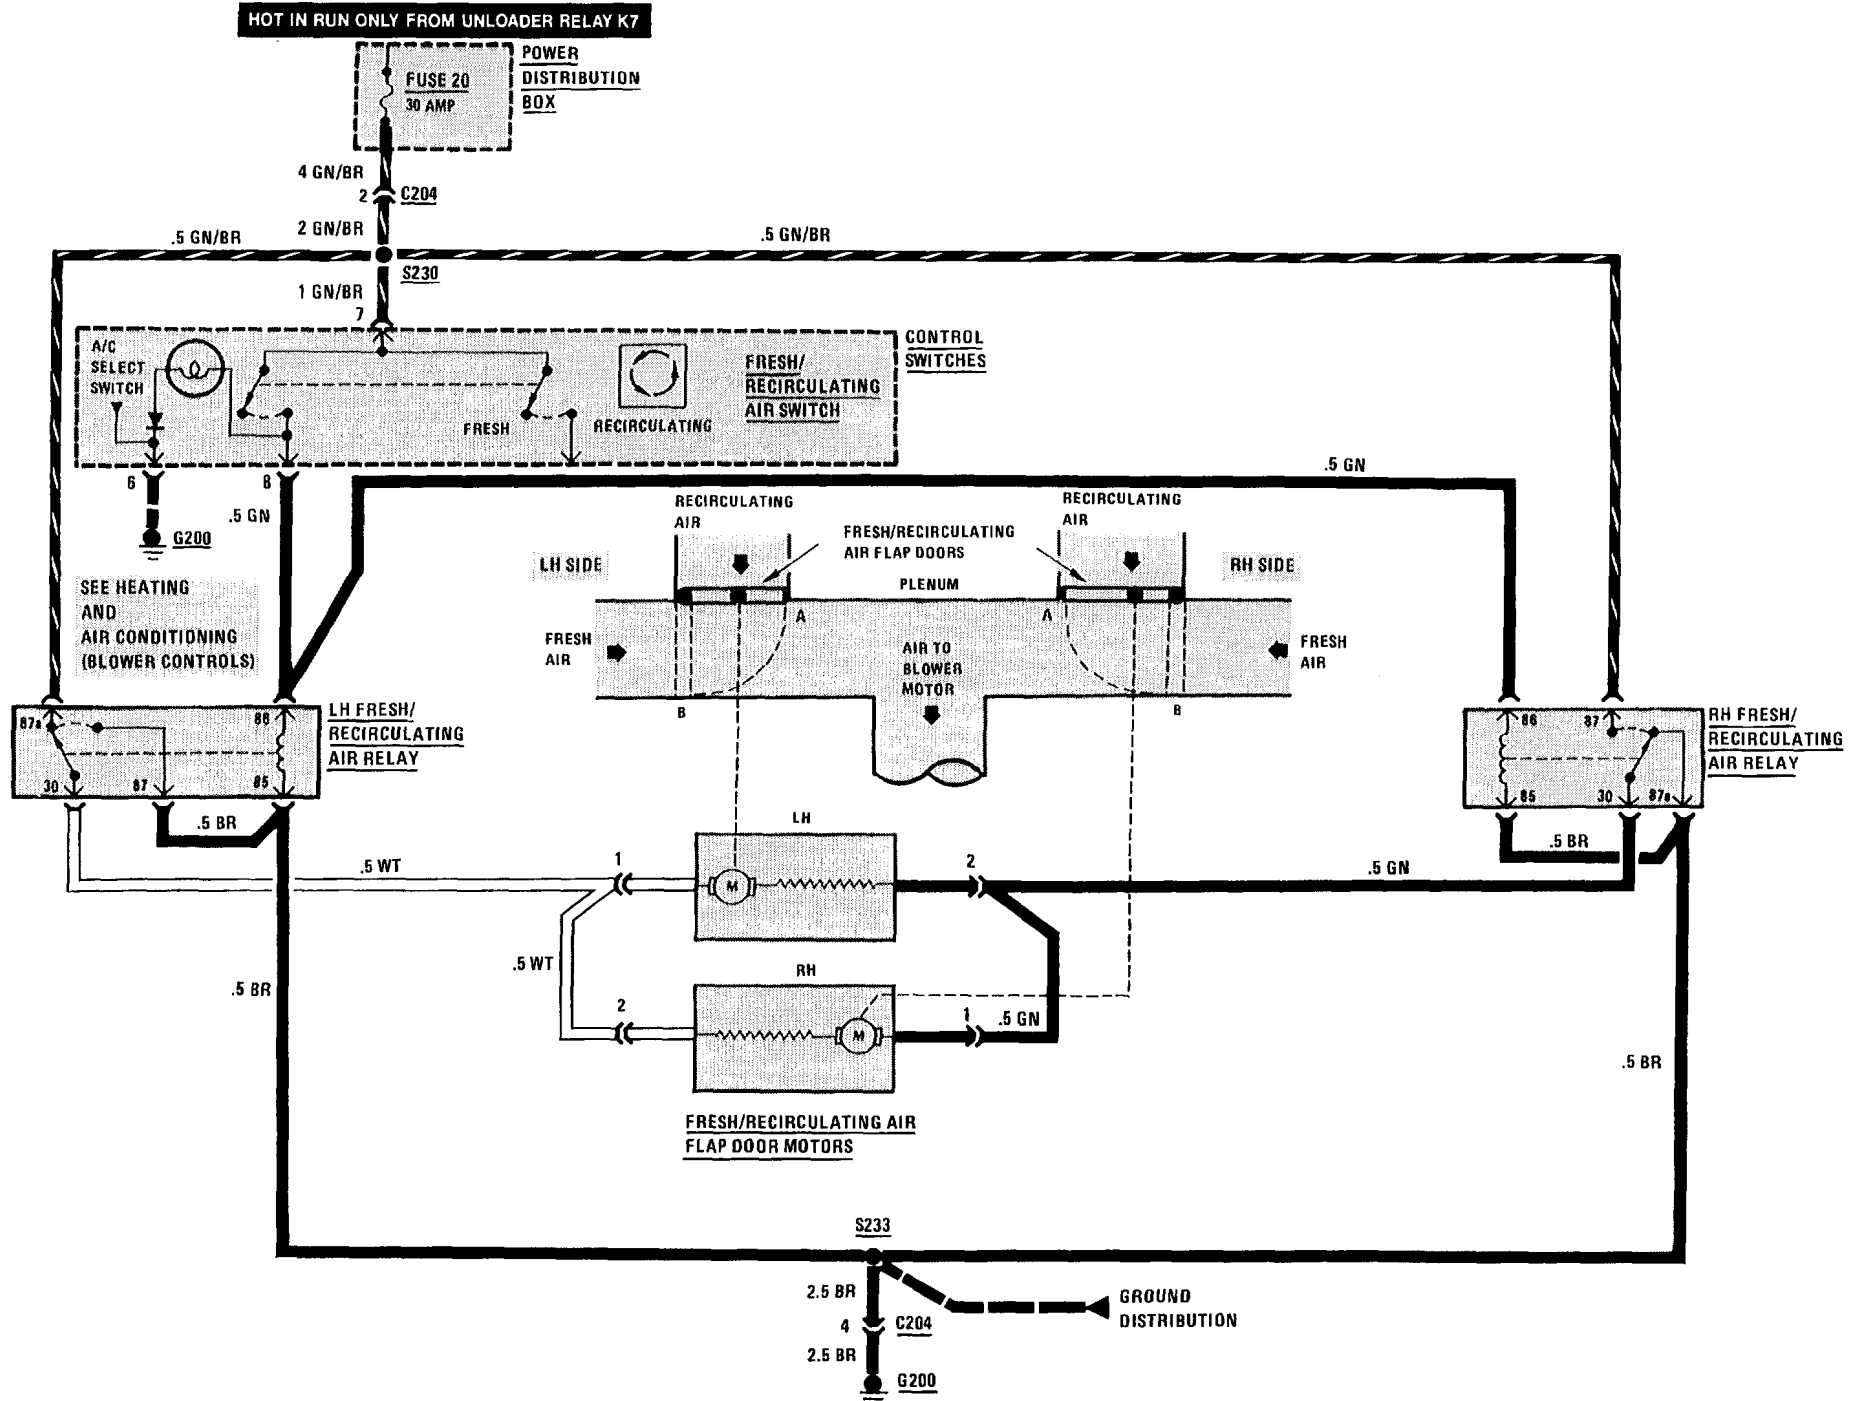 HOT IN RUN ONLY FROM UNLOADER RELAY K7
POWER
DISTRIBUTION
BOX
FUSE 20
30 AMP
4 GN/BR
2
C204
2 GN/BR
.5 GN/BR
.5 GN/BR
S230
1 GN/BR
7
A/C
SELECT
SWITCH
FRESH
RECIRCULATING
FRESH/
RECIRCULATING
AIR SWITCH
CONTROL
SWITCHES
6
8
.5 GN
.5 GN
G200
SEE HEATING
AND
AIR CONDITIONING
(BLOWER CONTROLS)
RECIRCULATING
AIR
FRESH/RECIRCULATING
AIR FLAP DOORS
RECIRCULATING
AIR
LH SIDE
PLENUM
RH SIDE
A
A
FRESH
AIR
AIR TO
BLOWER
MOTOR
FRESH
AIR
B
B
87a
86
30
87
85
LH FRESH/
RECIRCULATING
AIR RELAY
86
87
85
30
87a
RH FRESH/
RECIRCULATING
AIR RELAY
.5 BR
.5 BR
LH
1
M
2
.5 WT
.5 GN
.5 WT
RH
2
M
1
.5 GN
.5 BR
.5 BR
FRESH/RECIRCULATING AIR
FLAP DOOR MOTORS
S233
2.5 BR
4
C204
2.5 BR
G200
GROUND
DISTRIBUTION